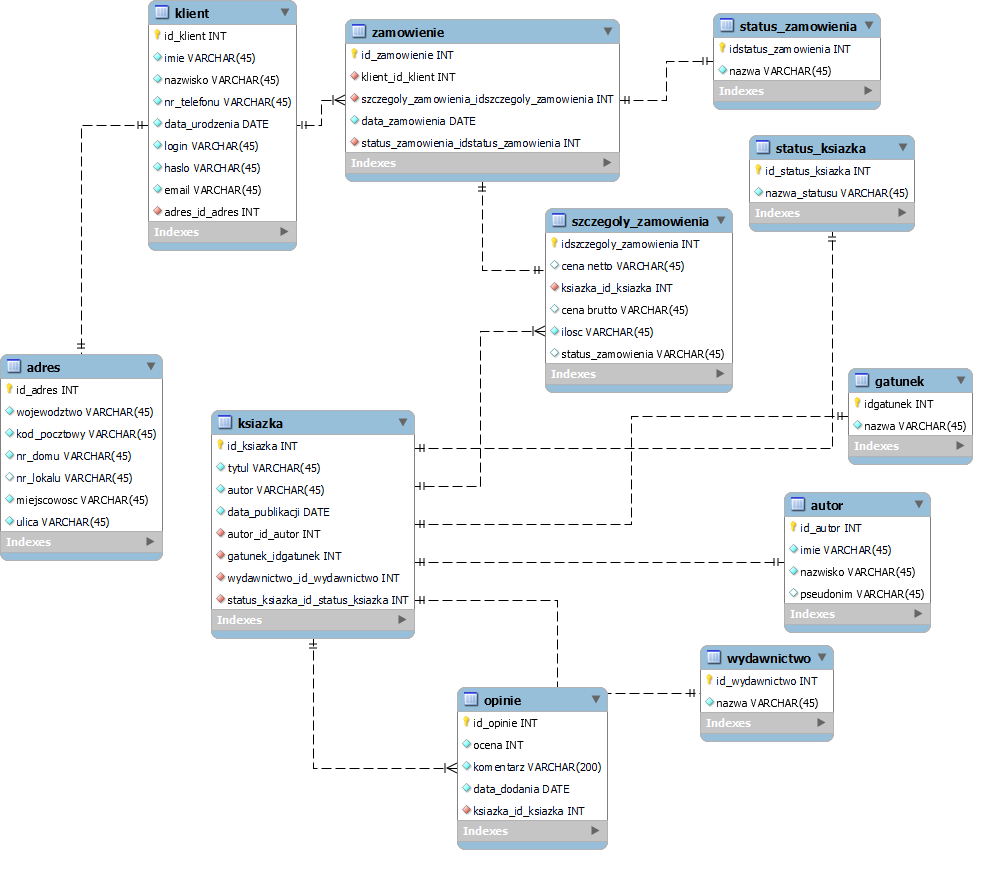 klient
id_klient INT
imie VARCHAR(45)
nazwisko VARCHAR(45)
nr_telefonu VARCHAR(45)
data_urodzenia DATE
login VARCHAR(45)
haslo VARCHAR(45)
email VARCHAR(45)
adres_id_adres INT
Indexes
zamowienie
id_zamowienie INT
klient_id_klient INT
szczegoly_zamowienia_idszczegoly_zamowienia INT
data_zamowienia DATE
status_zamowienia_idstatus_zamowienia INT
Indexes
status_zamowienia
idstatus_zamowienia INT
nazwa VARCHAR(45)
Indexes
status_ksiazka
id_status_ksiazka INT
nazwa_statusu VARCHAR(45)
Indexes
szczegoly_zamowienia
idszczegoly_zamowienia INT
cena netto VARCHAR(45)
ksiazka_id_ksiazka INT
cena brutto VARCHAR(45)
ilosc VARCHAR(45)
status_zamowienia VARCHAR(45)
Indexes
adres
id_adres INT
wojewodztwo VARCHAR(45)
kod_pocztowy VARCHAR(45)
nr_domu VARCHAR(45)
nr_lokalu VARCHAR(45)
miejscowosc VARCHAR(45)
ulica VARCHAR(45)
Indexes
gatunek
idgatunek INT
nazwa VARCHAR(45)
Indexes
ksiazka
id_ksiazka INT
tytul VARCHAR(45)
autor VARCHAR(45)
data_publikacji DATE
autor_id_autor INT
gatunek_idgatunek INT
wydawnictwo_id_wydawnictwo INT
status_ksiazka_id_status_ksiazka INT
Indexes
autor
id_autor INT
imie VARCHAR(45)
nazwisko VARCHAR(45)
pseudonim VARCHAR(45)
Indexes
wydawnictwo
id_wydawnictwo INT
nazwa VARCHAR(45)
Indexes
opinie
id_opinie INT
ocena INT
komentarz VARCHAR(200)
data_dodania DATE
ksiazka_id_ksiazka INT
Indexes